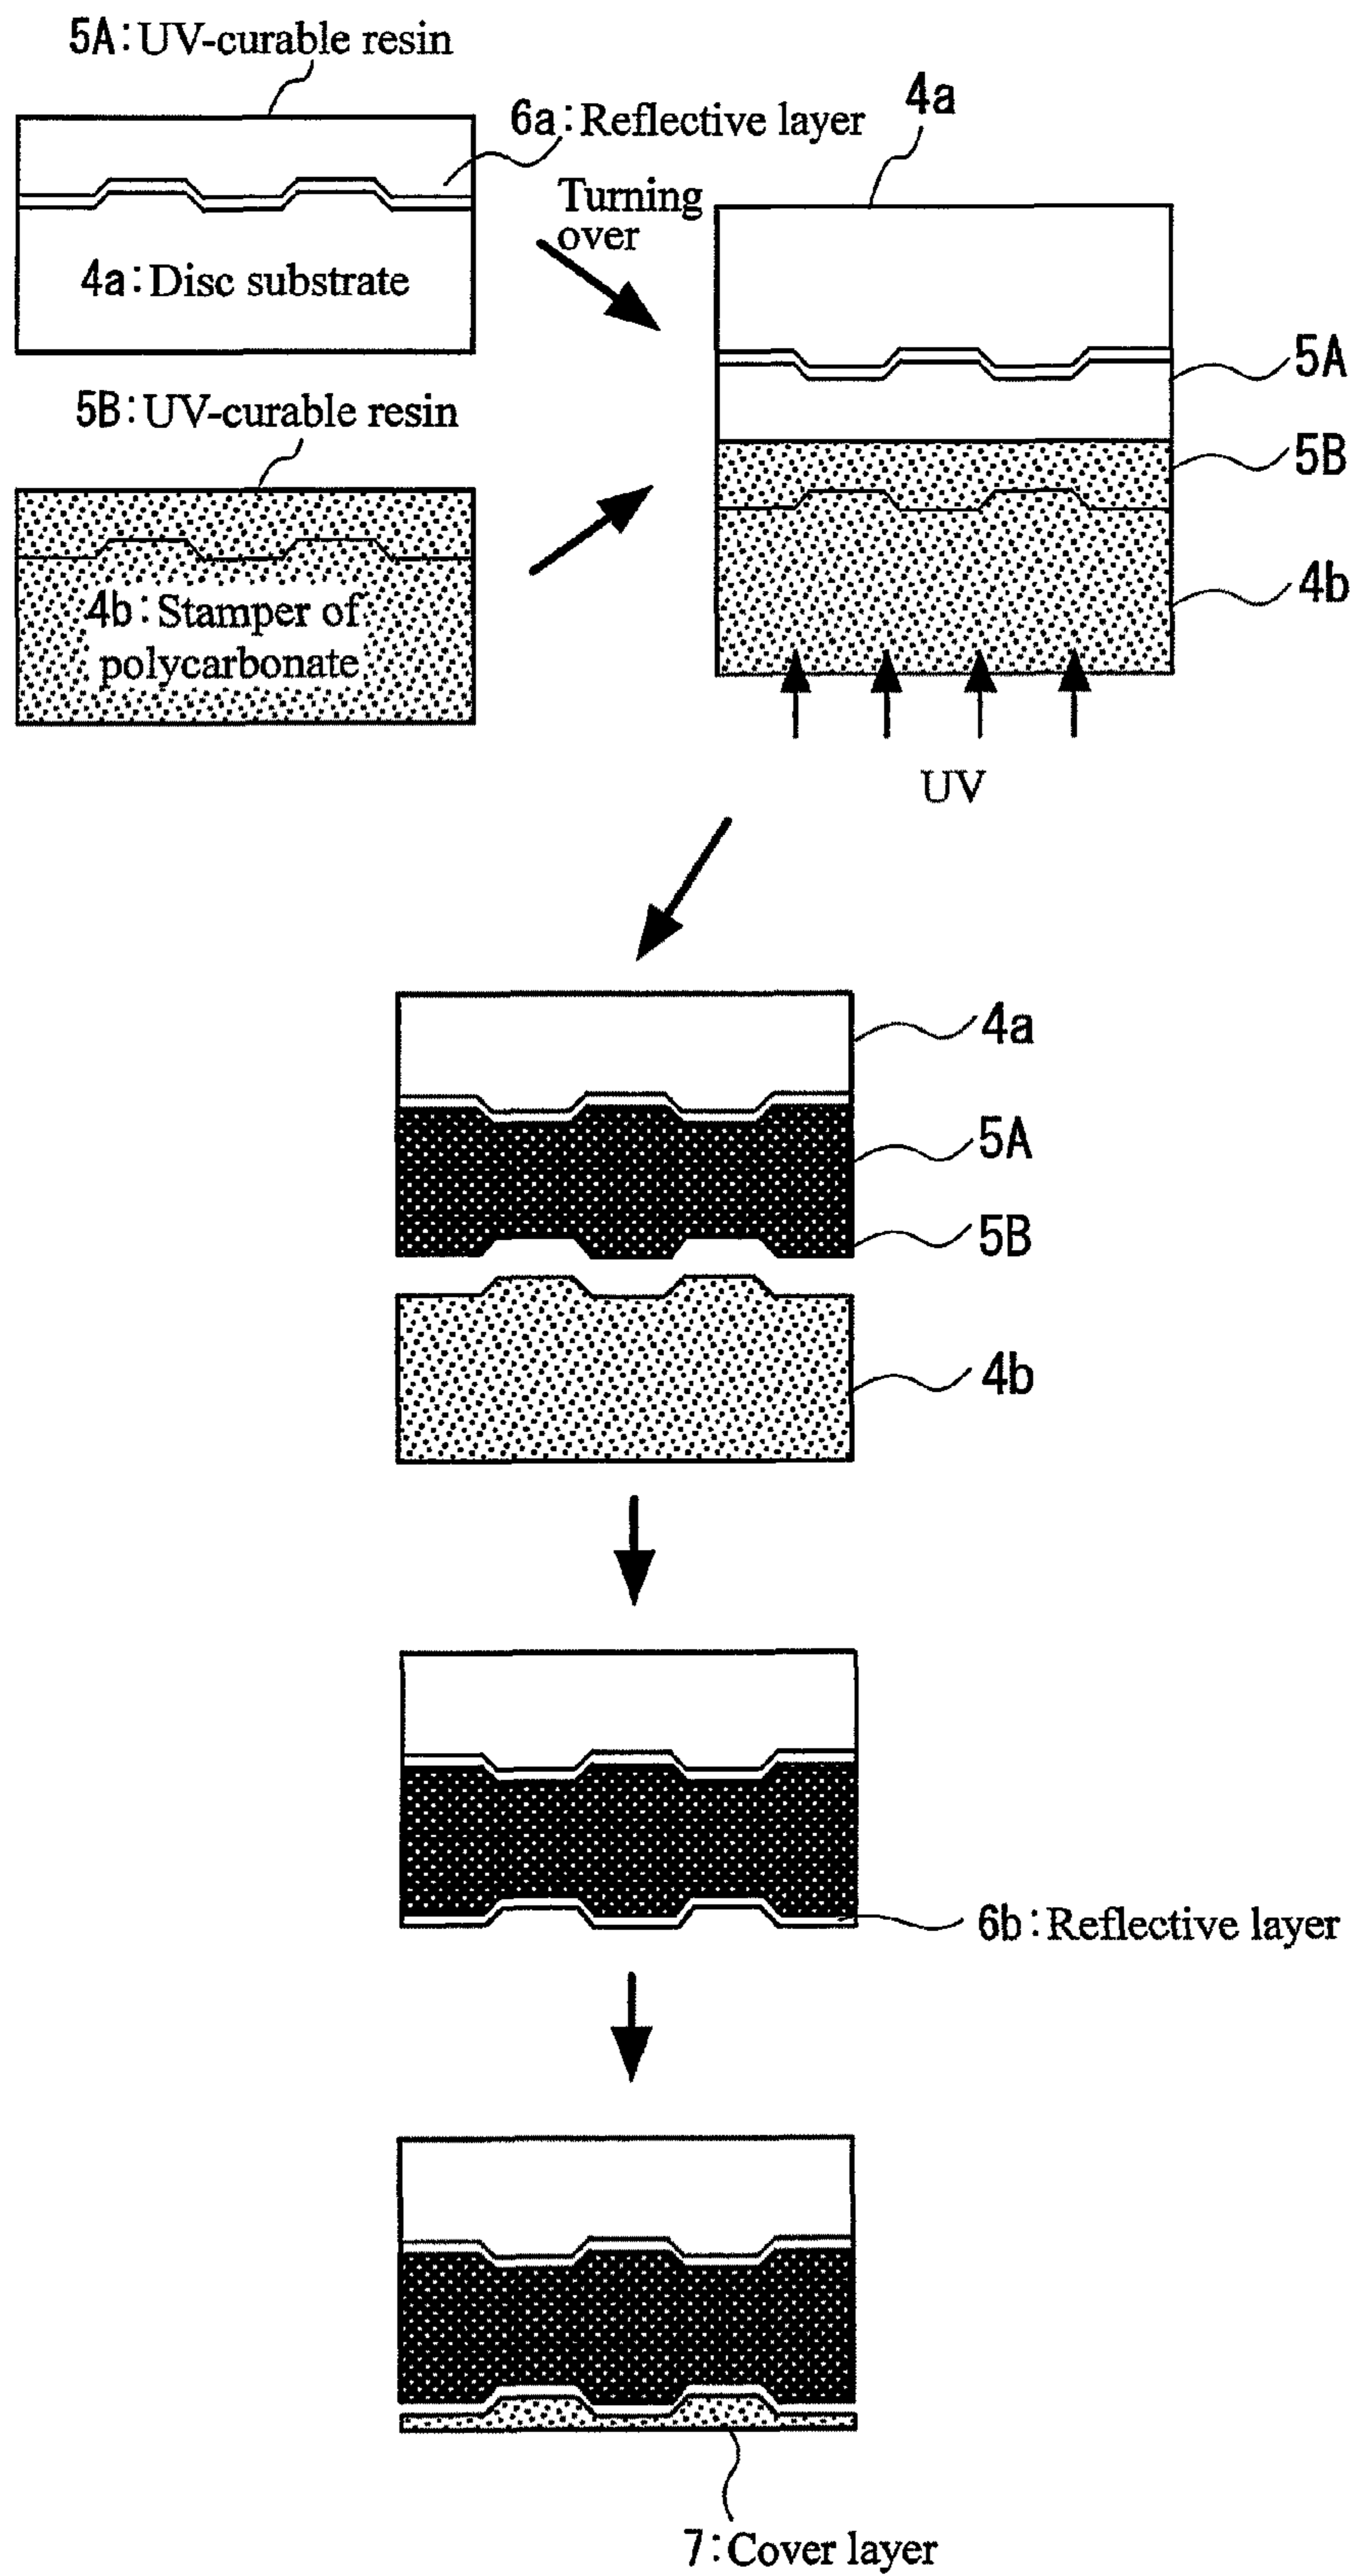 5A:UV-curable resin
6a:Reflective layer
4a:Disc substrate
Turning
over
4a
5A
5B
4b
UV
5B:UV-curable resin
4b:Stamper of
polycarbonate
4a
5A
5B
4b
6b:Reflective layer
7:Cover layer